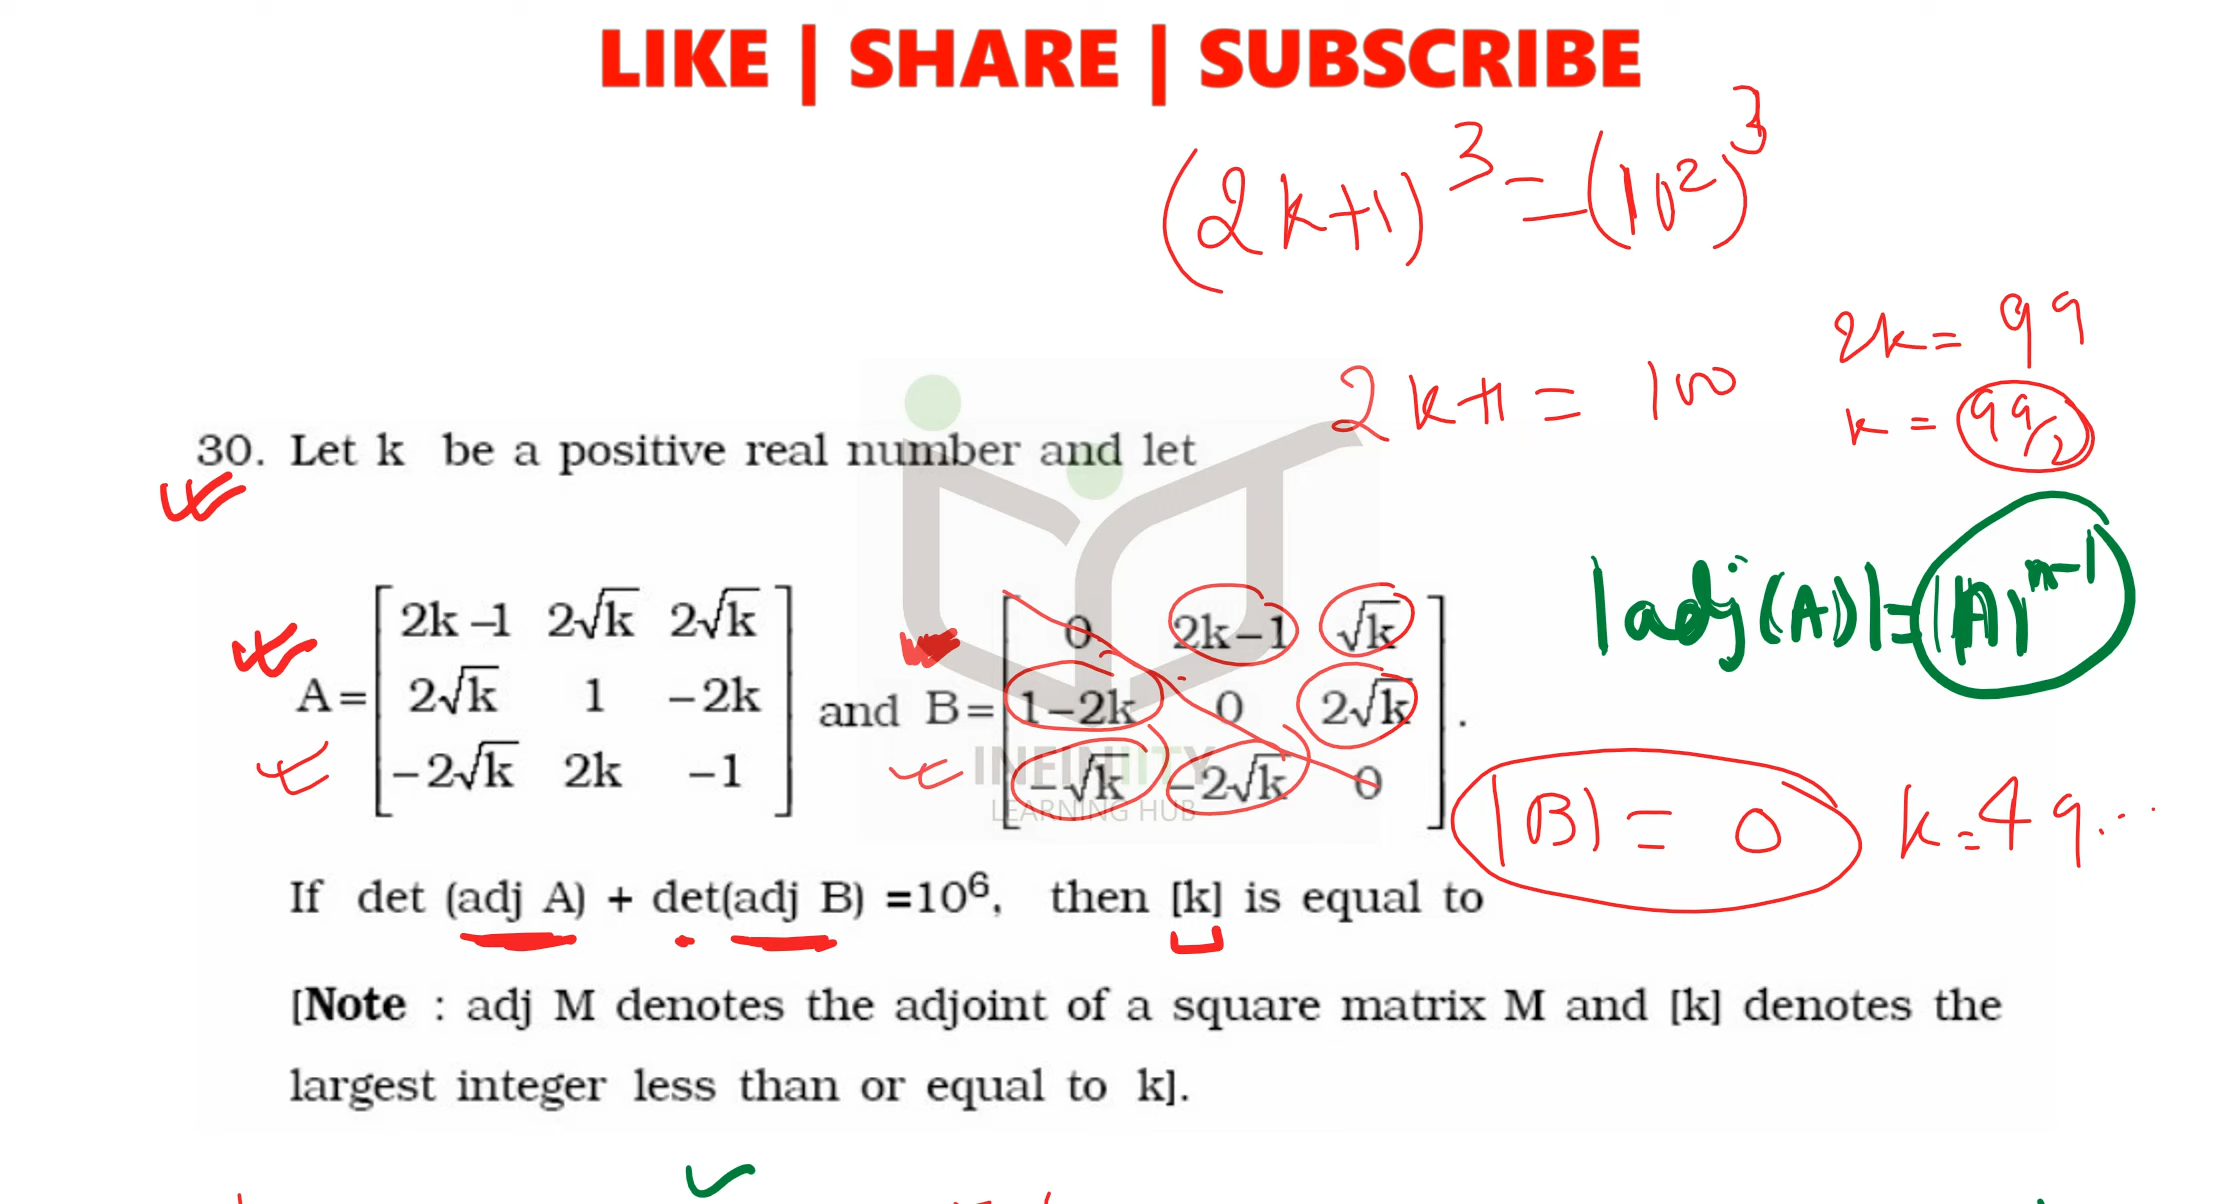 LIKE | SHARE | SUBSCRIBE
(2k+1)³ = (10²)³
2k = 99
2k+1 = 100
k = 99/2
30. Let k be a positive real number and let
|adj(A)| = |A|ⁿ⁻¹
A = [2k–1 2√k 2√k; 2√k 1 –2k; –2√k 2k –1] and B = [0 2k–1 √k; 1–2k 0 2√k; –√k –2√k 0].
INFINIITY
LEARNING HUB
|B| = 0 k = 49...
If det (adj A) + det(adj B) =10⁶, then [k] is equal to
[Note : adj M denotes the adjoint of a square matrix M and [k] denotes the
largest integer less than or equal to k].